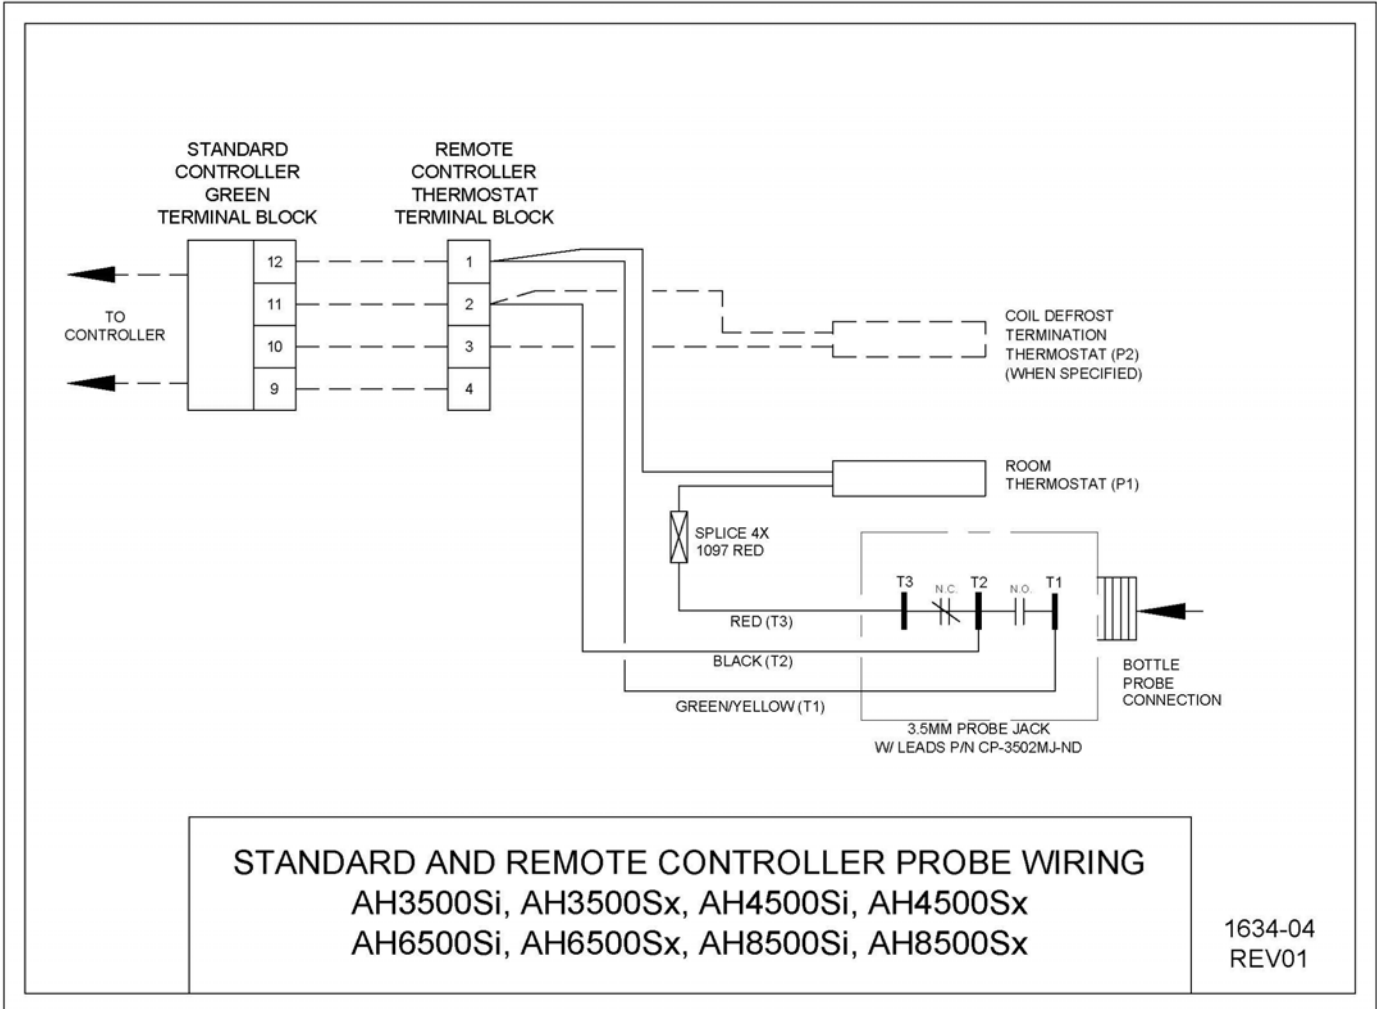 STANDARD
CONTROLLER
GREEN
TERMINAL BLOCK
REMOTE
CONTROLLER
THERMOSTAT
TERMINAL BLOCK
12
11
10
9
1
2
3
4
TO
CONTROLLER
COIL DEFROST
TERMINATION
THERMOSTAT (P2)
(WHEN SPECIFIED)
ROOM
THERMOSTAT (P1)
SPLICE 4X
1097 RED
T3
N.C.
T2
N.O.
T1
RED (T3)
BLACK (T2)
GREEN/YELLOW (T1)
BOTTLE
PROBE
CONNECTION
3.5MM PROBE JACK
W/ LEADS P/N CP-3502MJ-ND
STANDARD AND REMOTE CONTROLLER PROBE WIRING
AH3500Si, AH3500Sx, AH4500Si, AH4500Sx
AH6500Si, AH6500Sx, AH8500Si, AH8500Sx
1634-04
REV01